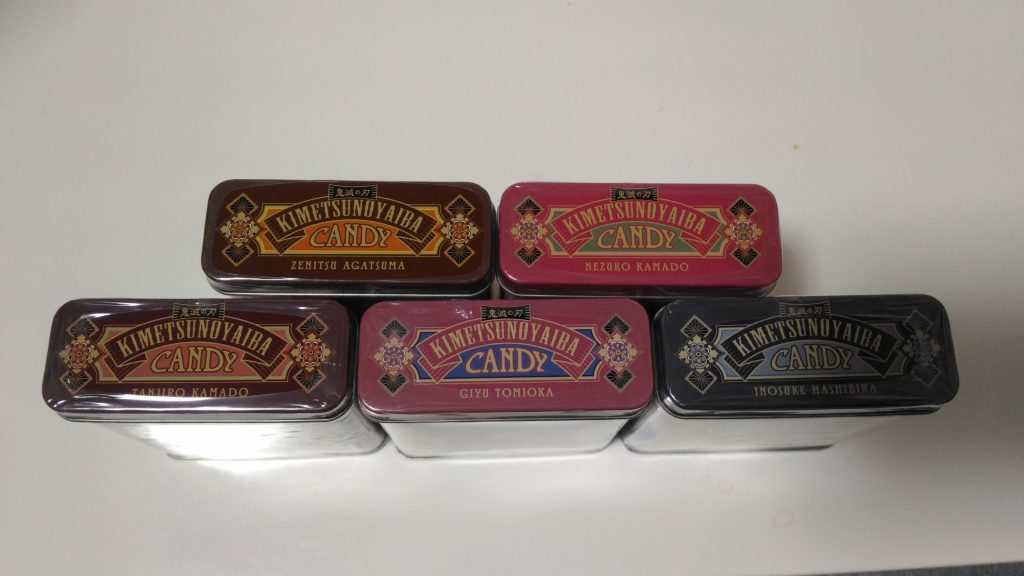 鬼滅の刃
KIMETSUNOYAIBA
CANDY
ZENITSU AGATSUMA
鬼滅の刃
KIMETSUNOYAIBA
CANDY
NEZUKO KAMADO
鬼滅の刃
KIMETSUNOYAIBA
CANDY
TANJIRO KAMADO
鬼滅の刃
KIMETSUNOYAIBA
CANDY
GIYU TOMIOKA
鬼滅の刃
KIMETSUNOYAIBA
CANDY
INOSUKE HASHIBIRA